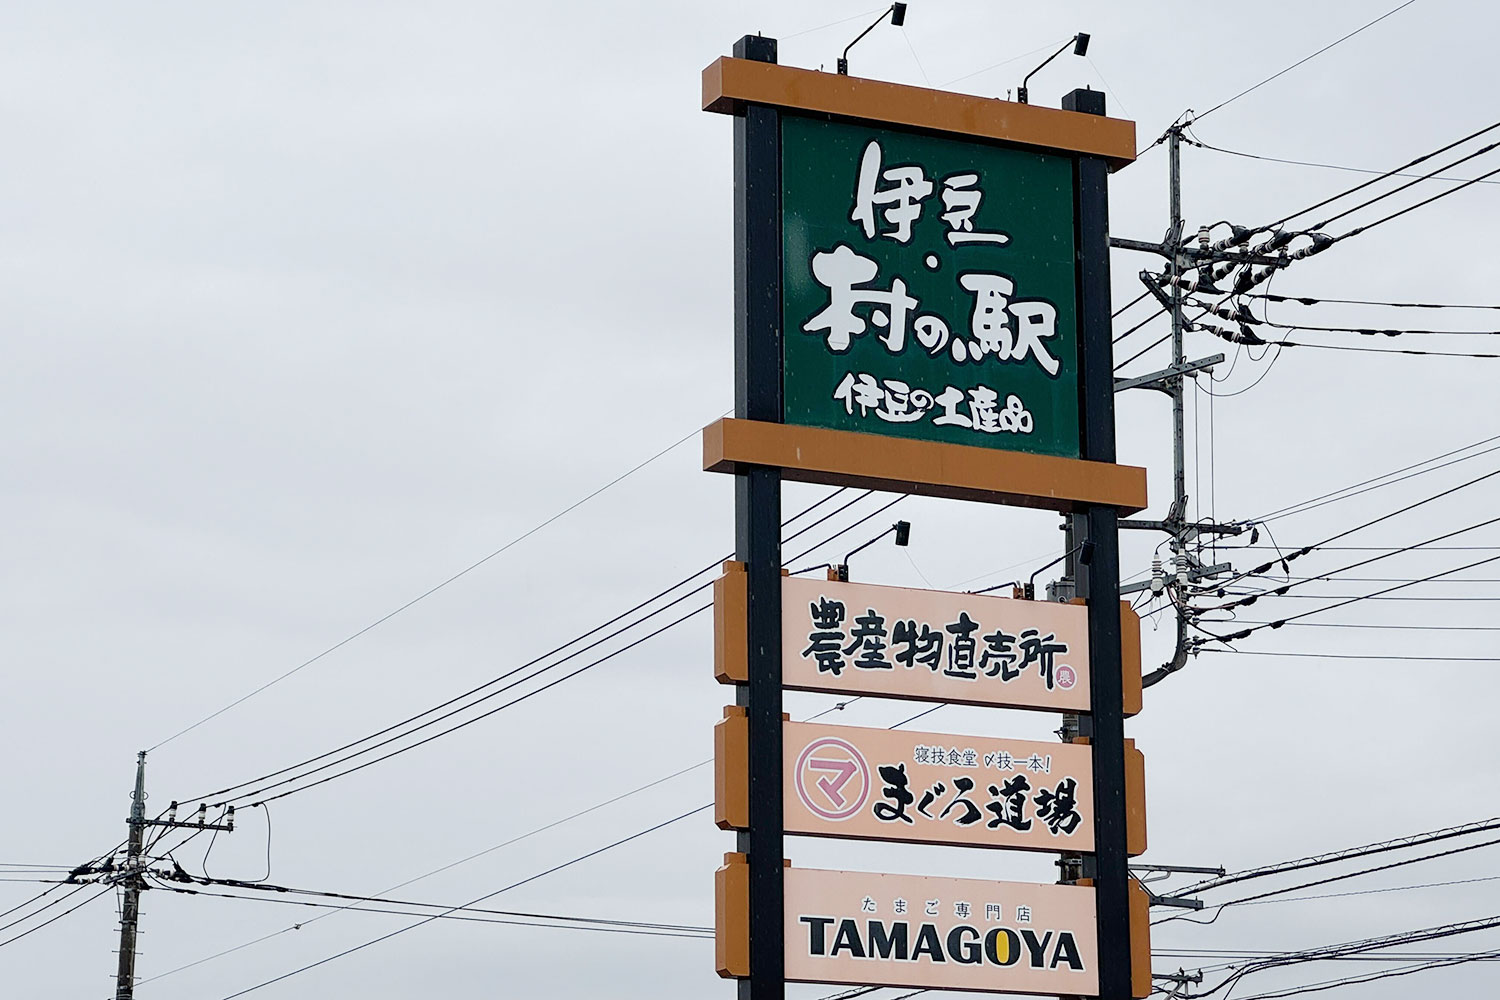 伊豆・
村の駅
伊豆の土産品
農産物直売所
農
マ
寝技食堂 〆技一本!
まぐろ道場
たまご専門店
TAMAGOYA